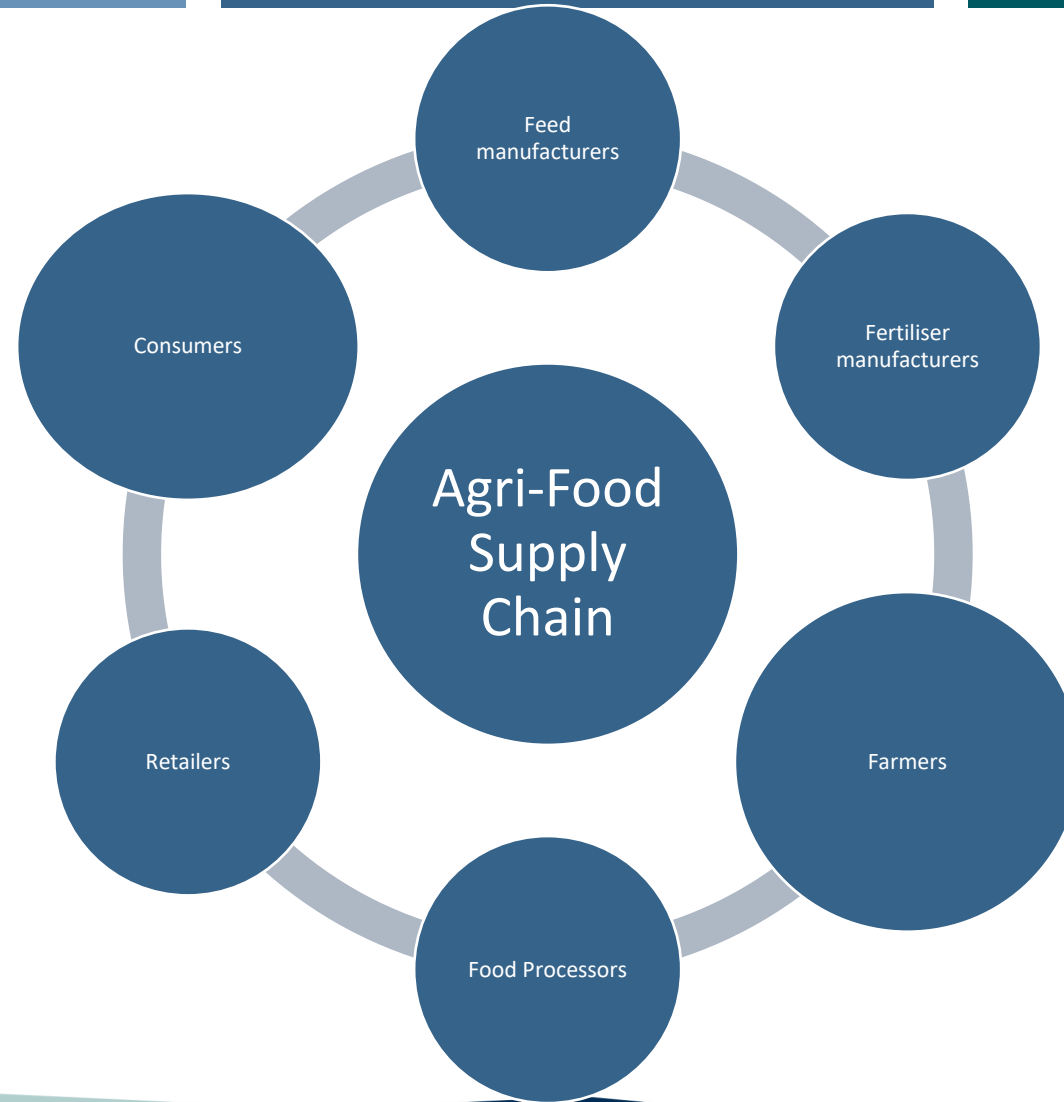 Feed
manufacturers
Fertiliser
manufacturers
Consumers
Agri-Food
Supply
Chain
Retailers
Farmers
Food Processors